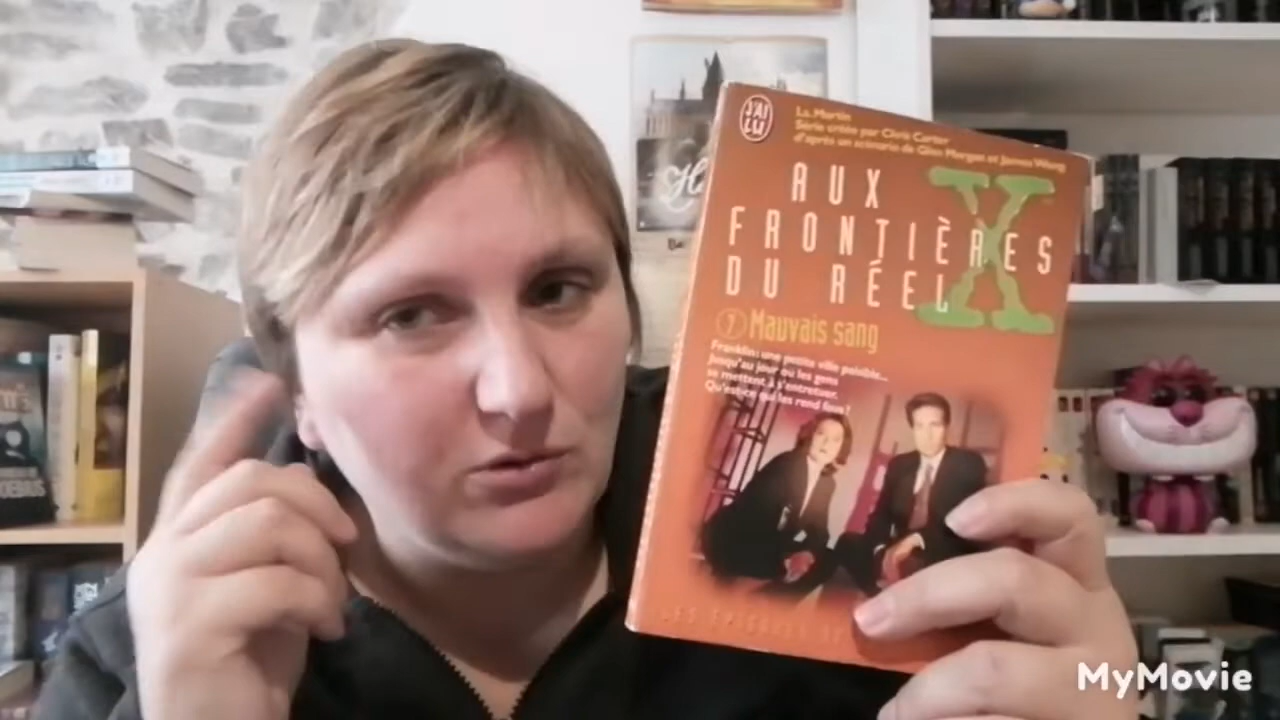 J'AI
LU
Ls. Martin
Série créée par Chris Carter
d'après un scénario de Glen Morgan et James Wong
AUX
FRONTIÈRES
DU RÉEL
X
7 Mauvais sang
Franklin: une petite ville paisible...
Jusqu'au jour où les gens
se mettent à s'entretuer.
Qu'est-ce qui les rend fous!
LES
MyMovie